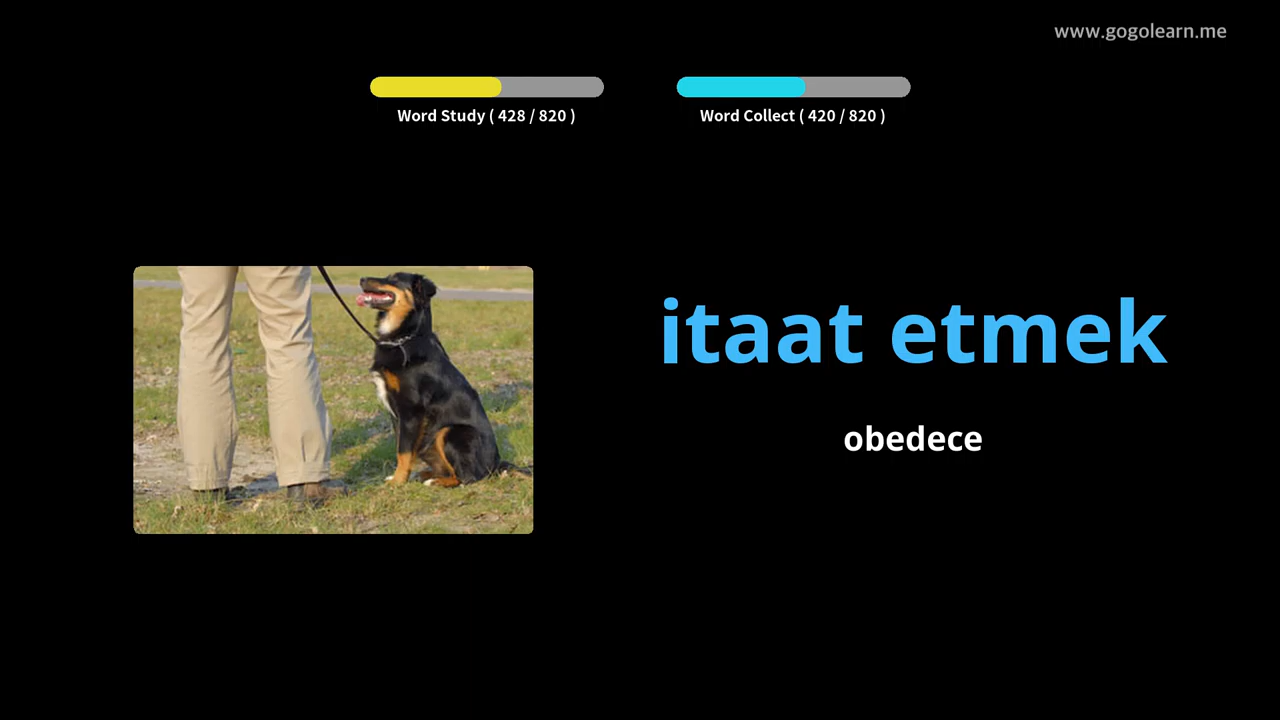 www.gogolearn.me
Word Study ( 428 / 820 )
Word Collect ( 420 / 820 )
itaat etmek
obedece